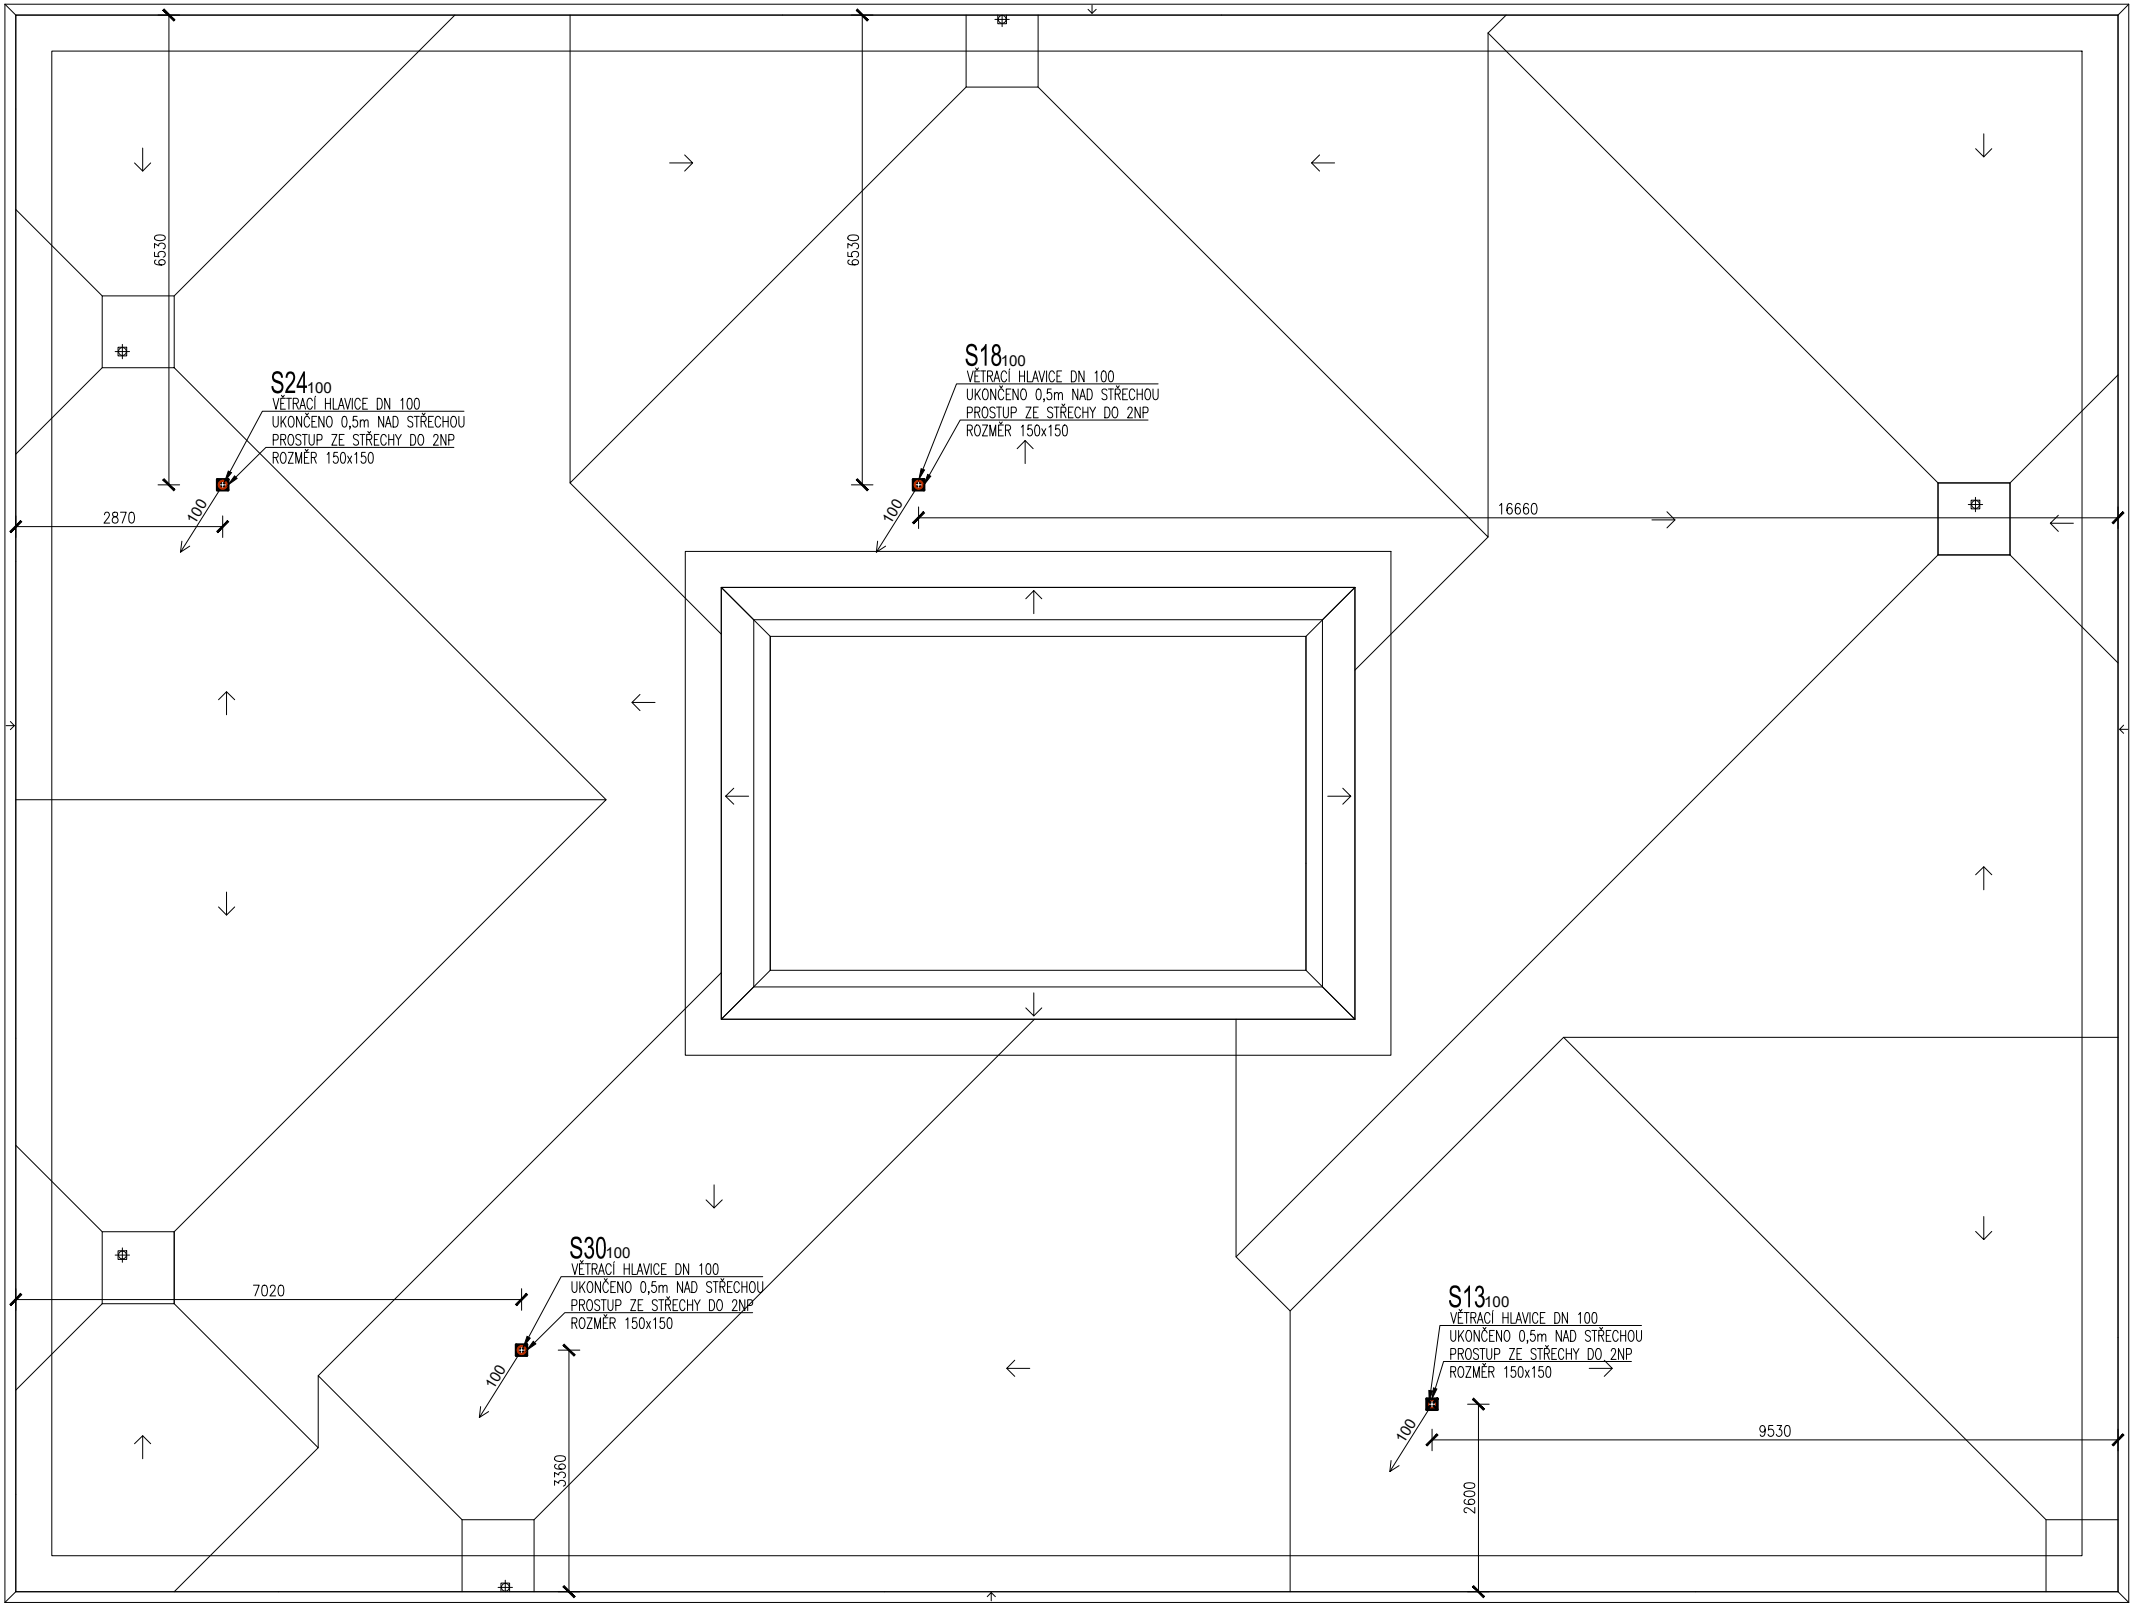 6530
6530
S18100
VĚTRACÍ HLAVICE DN 100
UKONČENO 0,5m NAD STŘECHOU
PROSTUP ZE STŘECHY DO 2NP
ROZMĚR 150x150
S24100
VĚTRACÍ HLAVICE DN 100
UKONČENO 0,5m NAD STŘECHOU
PROSTUP ZE STŘECHY DO 2NP
ROZMĚR 150x150
100
100
2870
16660
S30100
VĚTRACÍ HLAVICE DN 100
UKONČENO 0,5m NAD STŘECHOU
PROSTUP ZE STŘECHY DO 2NP
ROZMĚR 150x150
7020
100
3360
S13100
VĚTRACÍ HLAVICE DN 100
UKONČENO 0,5m NAD STŘECHOU
PROSTUP ZE STŘECHY DO 2NP
ROZMĚR 150x150
100
9530
2600